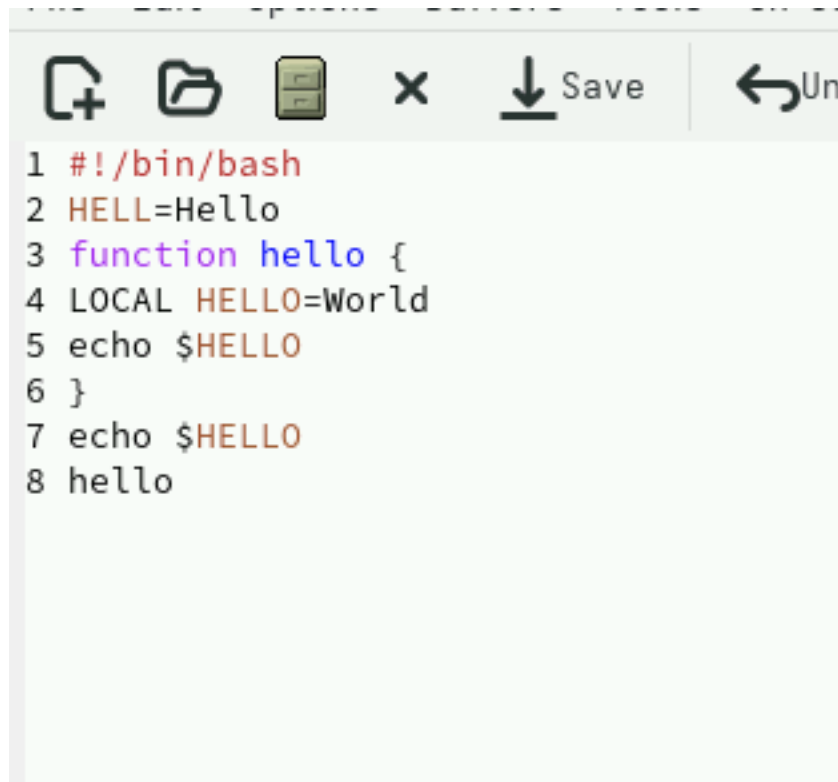 Save
1 #!/bin/bash
2 HELL=Hello
3 function hello {
4 LOCAL HELLO=World
5 echo $HELLO
6 }
7 echo $HELLO
8 hello